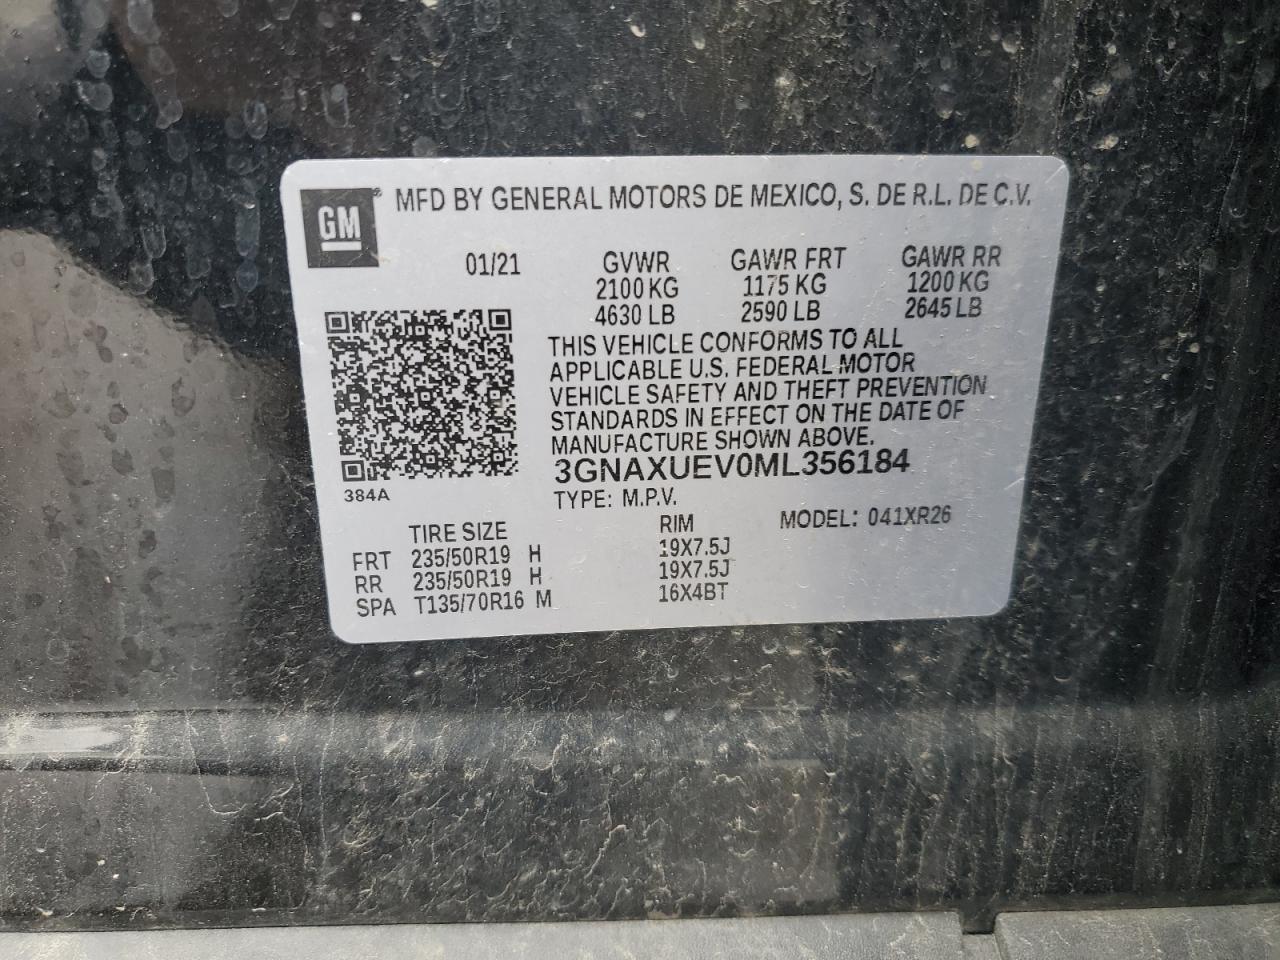 GM® MFD BY GENERAL MOTORS DE MEXICO, S. DE R.L. DE C.V.
01/21 GVWR GAWR FRT GAWR RR
2100 KG 1175 KG 1200 KG
4630 LB 2590 LB 2645 LB
THIS VEHICLE CONFORMS TO ALL
APPLICABLE U.S. FEDERAL MOTOR
VEHICLE SAFETY AND THEFT PREVENTION
STANDARDS IN EFFECT ON THE DATE OF
MANUFACTURE SHOWN ABOVE.
3GNAXUEV0ML356184
384A
TYPE: M.P.V.
MODEL: 041XR26
TIRE SIZE RIM
FRT 235/50R19 H 19X7.5J
RR 235/50R19 H 19X7.5J
SPA T135/70R16 M 16X4BT